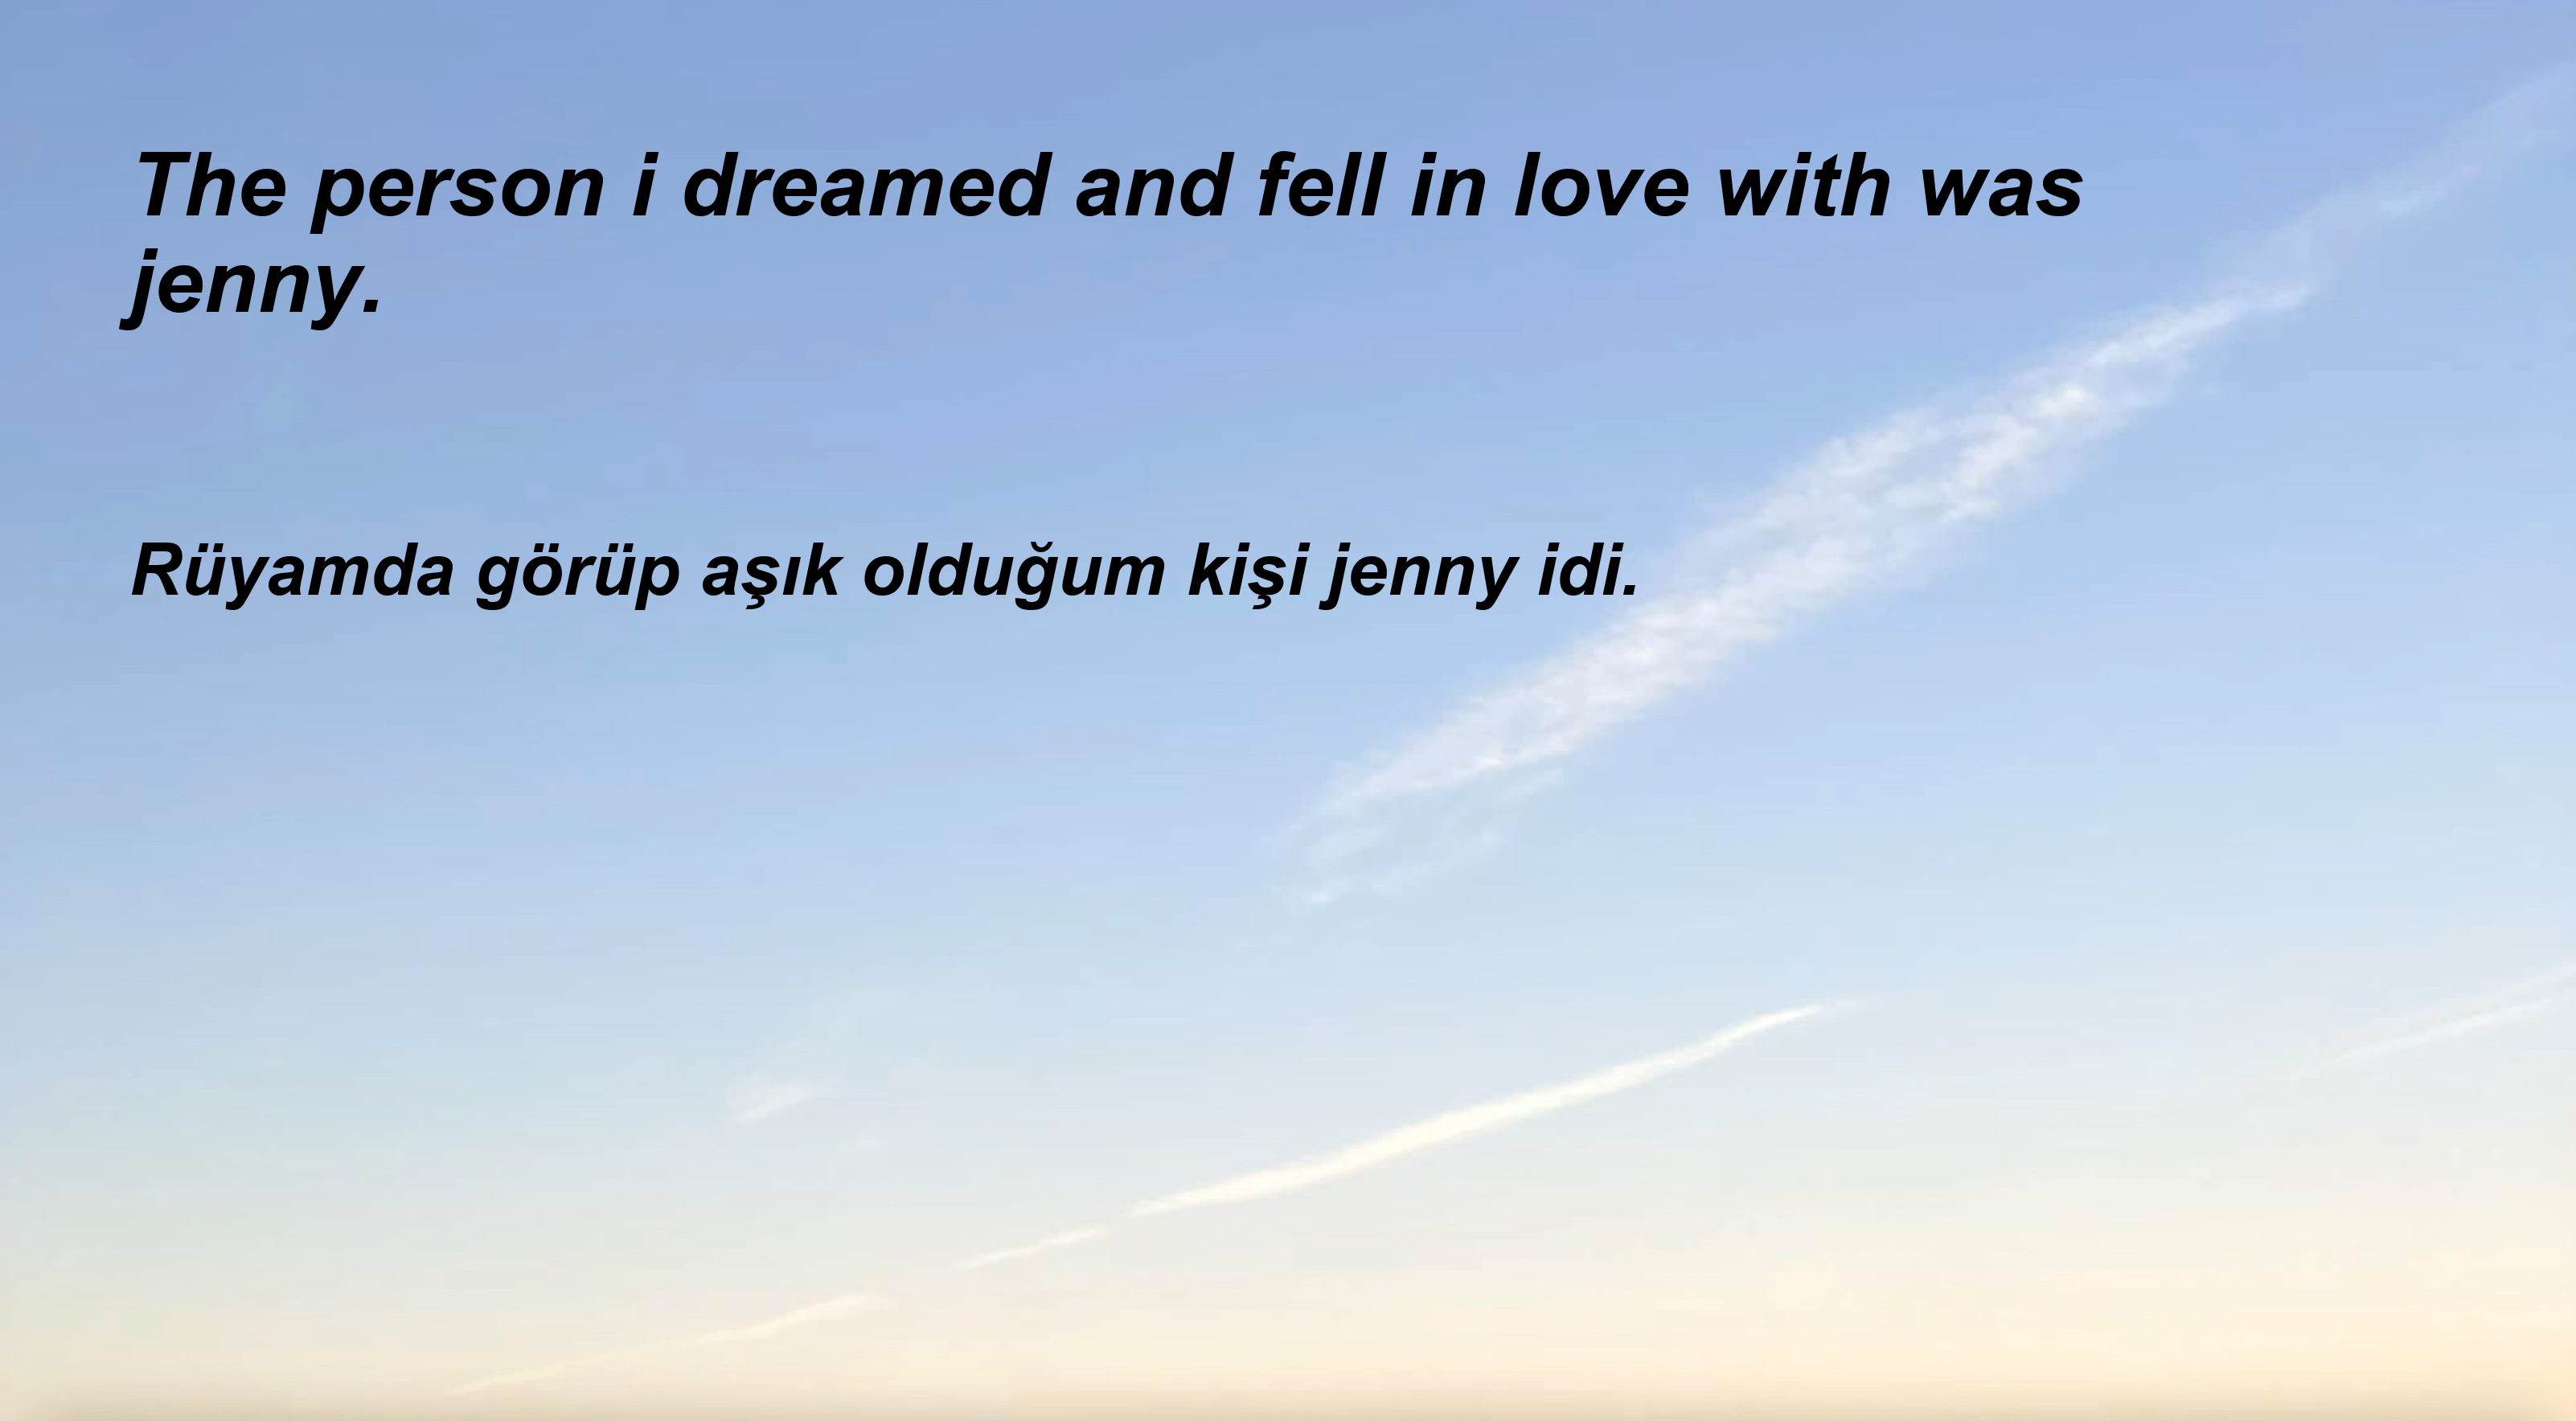 The person i dreamed and fell in love with was
jenny.
Rüyamda görüp aşık olduğum kişi jenny idi.